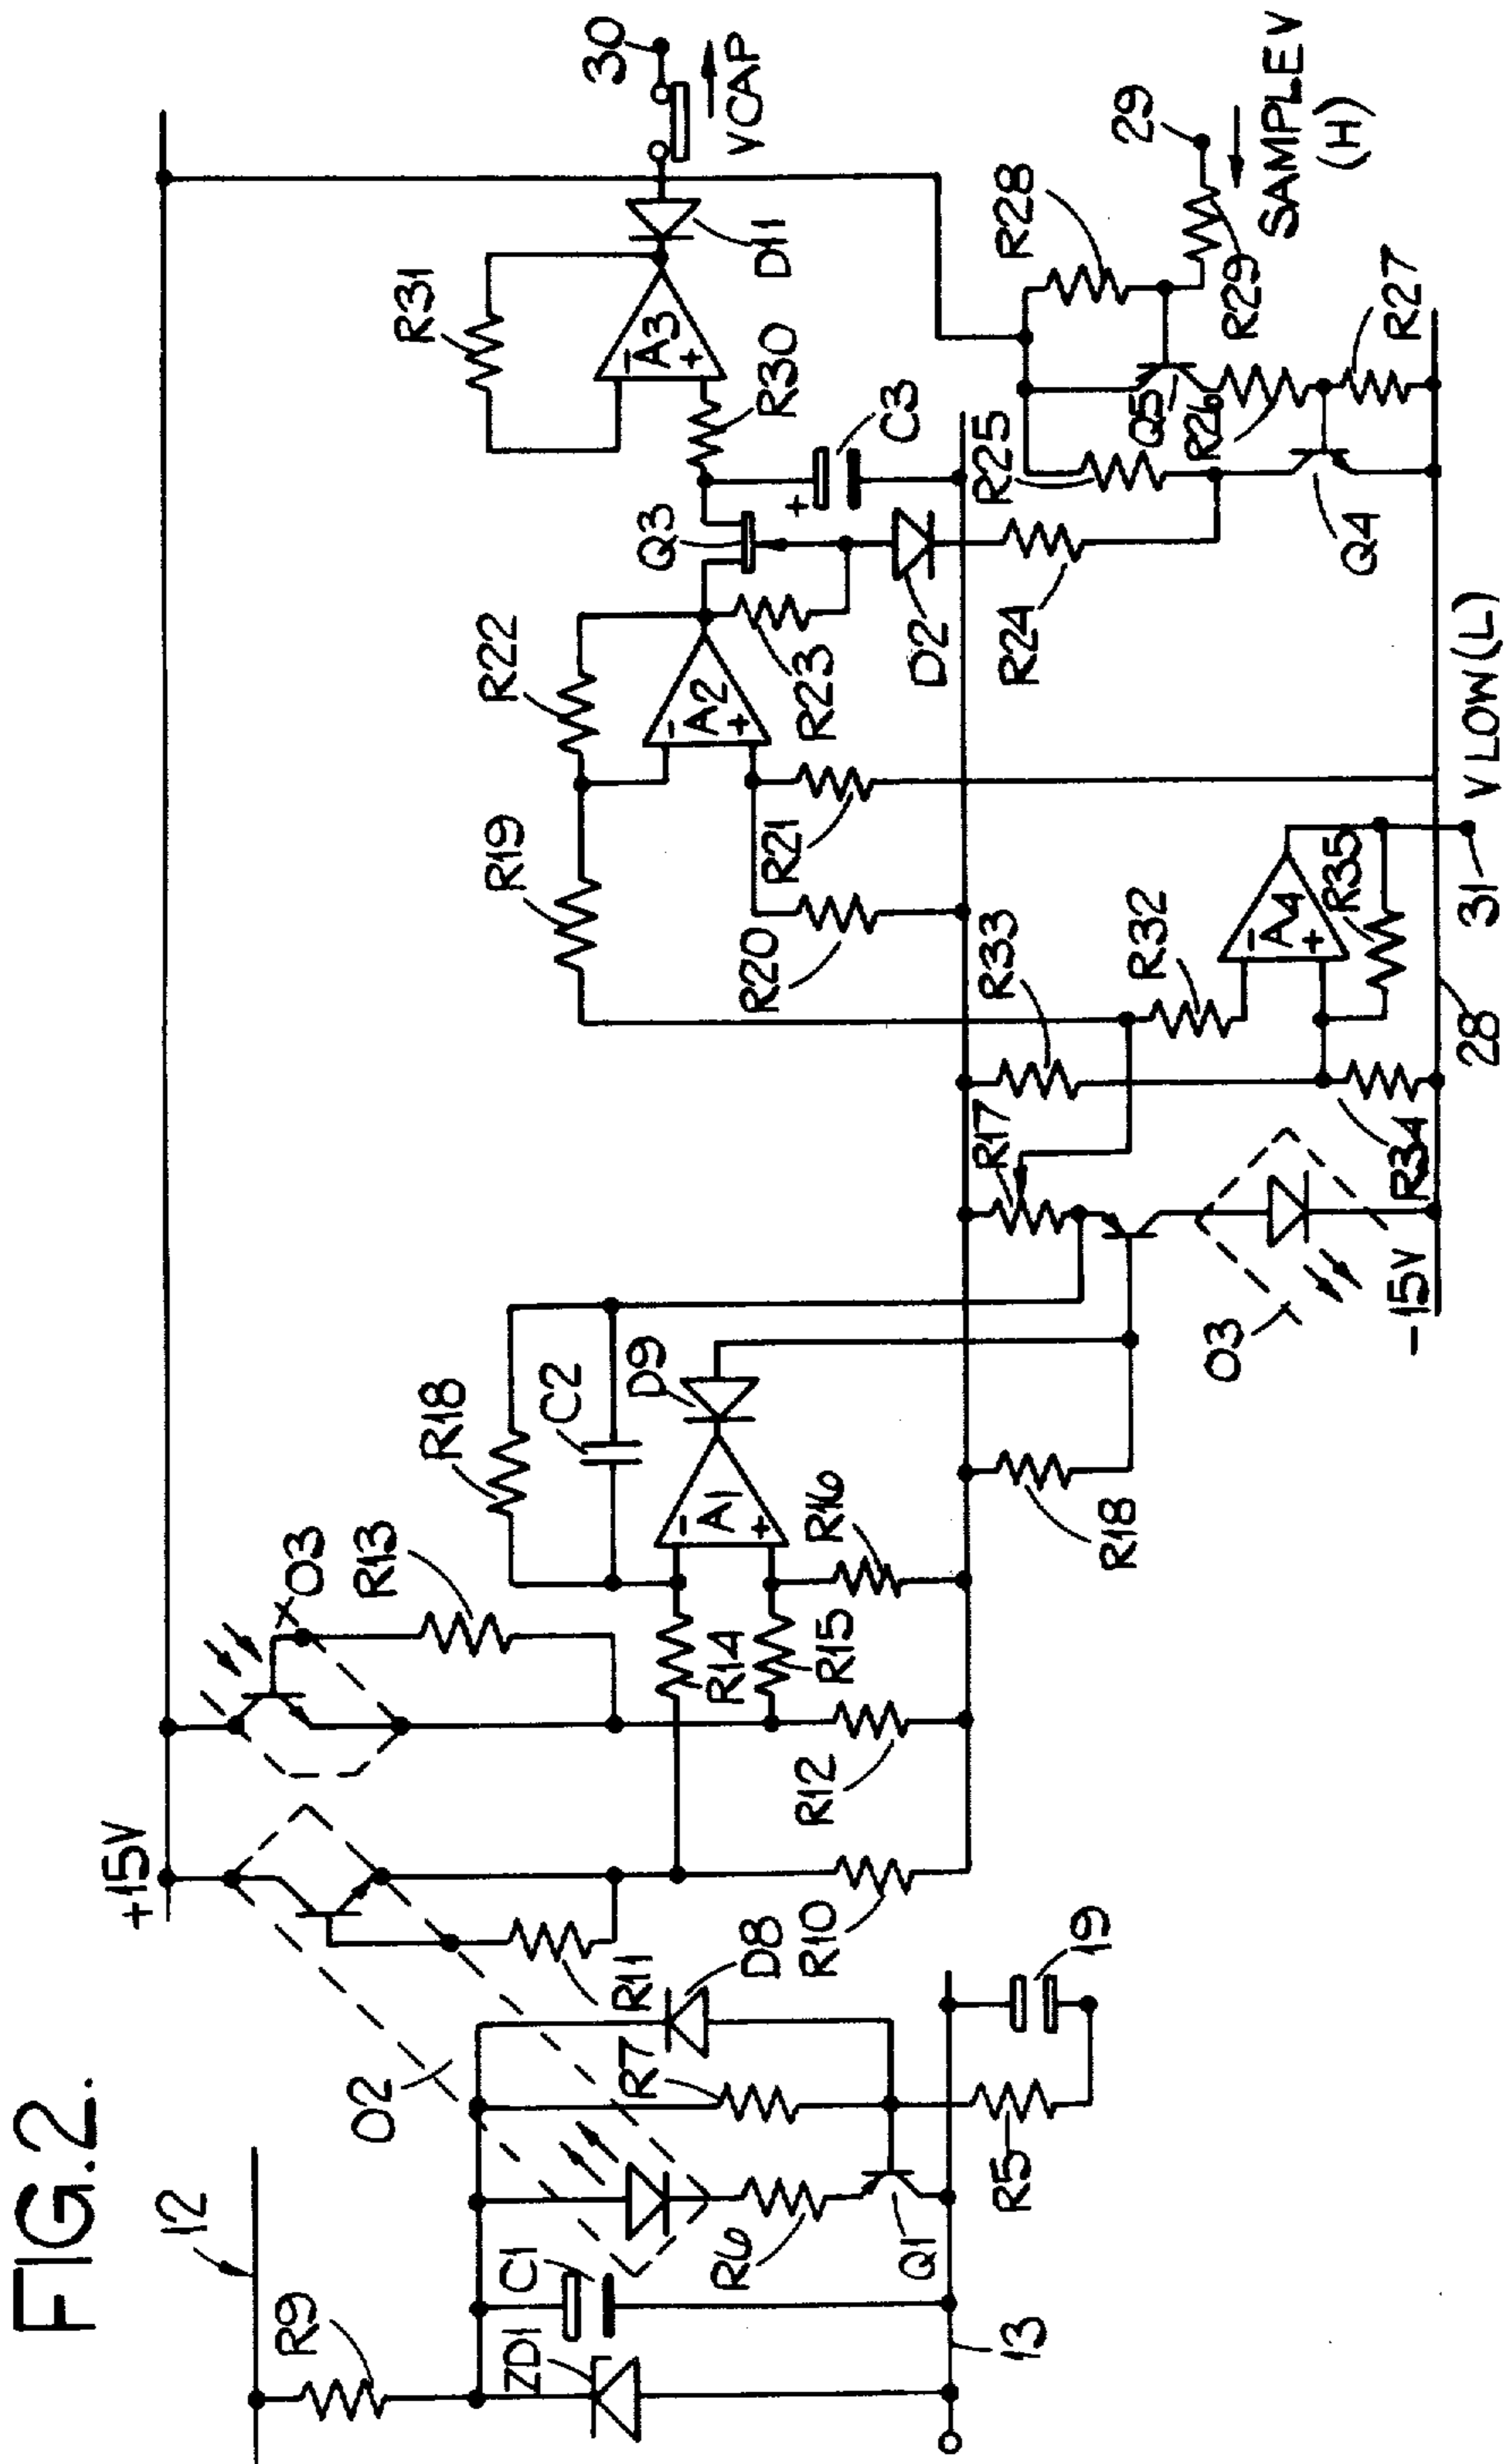 FIG.2.
12
R9
ZD1
C1
13
O2
R6
Q1
R7
R5
D8
19
R11
R10
+15V
R12
O3
R13
R14
R15
R16
A1
-
+
R18
C2
D9
R18
O3
-15V
R17
R33
R34
28
R32
A4
-
+
R35
31
V LOW(L)
R19
R20
R21
R22
A2
-
+
R23
D2
R24
Q3
C3
+
R25
R30
A3
-
+
R31
D11
30
VCAP
Q4
Q5
R26
R27
R28
R29
29
SAMPLE V
(H)